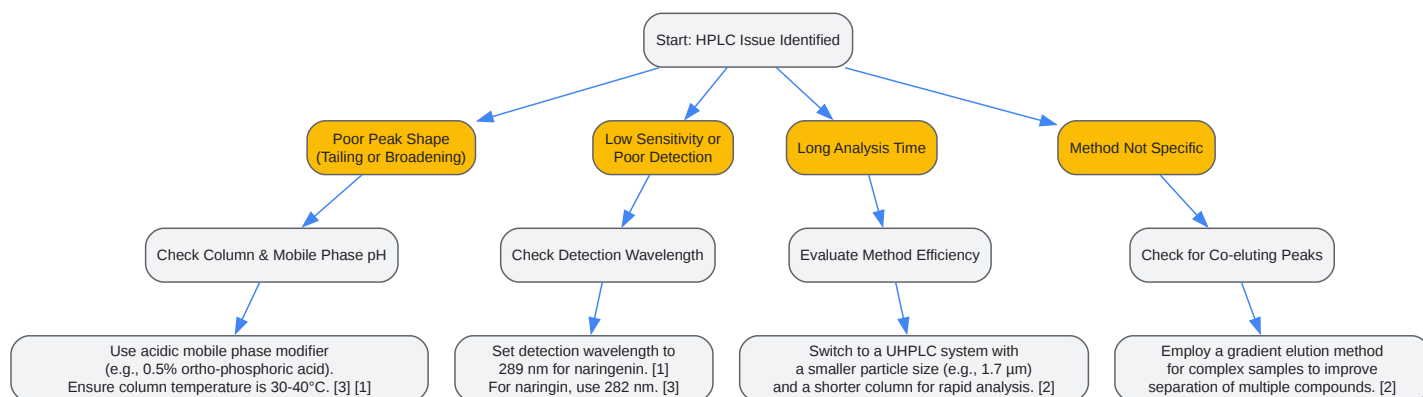 Start: HPLC Issue Identified
Poor Peak Shape
(Tailing or Broadening)
Low Sensitivity or
Poor Detection
Long Analysis Time
Method Not Specific
Check Column & Mobile Phase pH
Check Detection Wavelength
Evaluate Method Efficiency
Check for Co-eluting Peaks
Use acidic mobile phase modifier
(e.g., 0.5% ortho-phosphoric acid).
Ensure column temperature is 30-40°C. [3] [1]
Set detection wavelength to
289 nm for naringenin. [1]
For naringin, use 282 nm. [3]
Switch to a UHPLC system with
a smaller particle size (e.g., 1.7 µm)
and a shorter column for rapid analysis. [2]
Employ a gradient elution method
for complex samples to improve
separation of multiple compounds. [2]